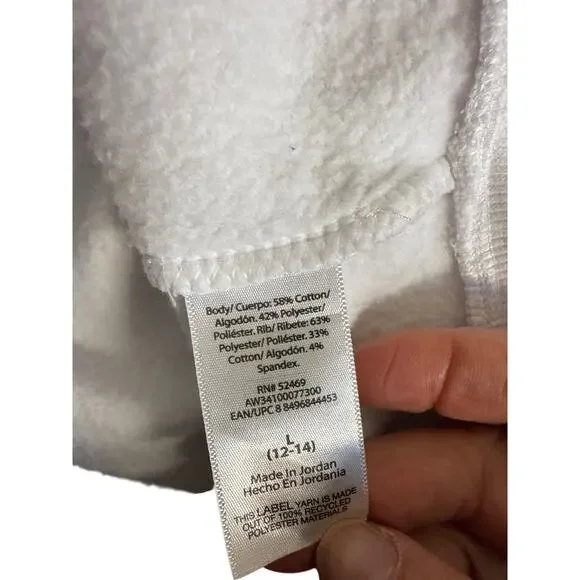 Body/ Cuerpo: 58% Cotton/
Algodón. 42% Polyester/
Poliéster. Rib/ Ribete: 63%
Polyester/ Poliéster. 33%
Cotton/ Algodón. 4%
Spandex.
RN# 52469
AW34100077300
EAN/UPC 8 8496844453
L
(12-14)
Made In Jordan
Hecho En Jordania
THIS LABEL YARN IS MADE
OUT OF 100% RECYCLED
POLYESTER MATERIALS